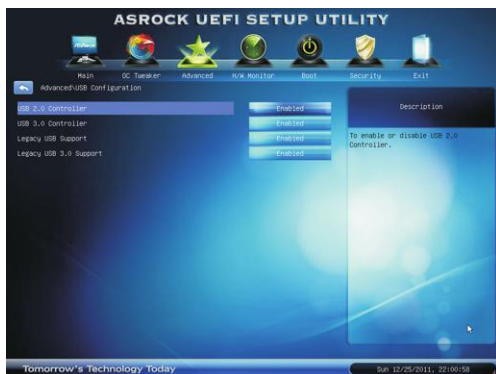 ASROCK UEFI SETUP UTILITY
Main OC Tweaker Advanced H/W Monitor Boot Security Exit
Advanced\USB Configuration
USB 2.0 Controller Enabled
USB 3.0 Controller Enabled
Legacy USB Support Enabled
Legacy USB 3.0 Support Enabled
Description
To enable or disable USB 2.0
Controller.
Tomorrow's Technology Today
Sun 12/25/2011, 22:00:58